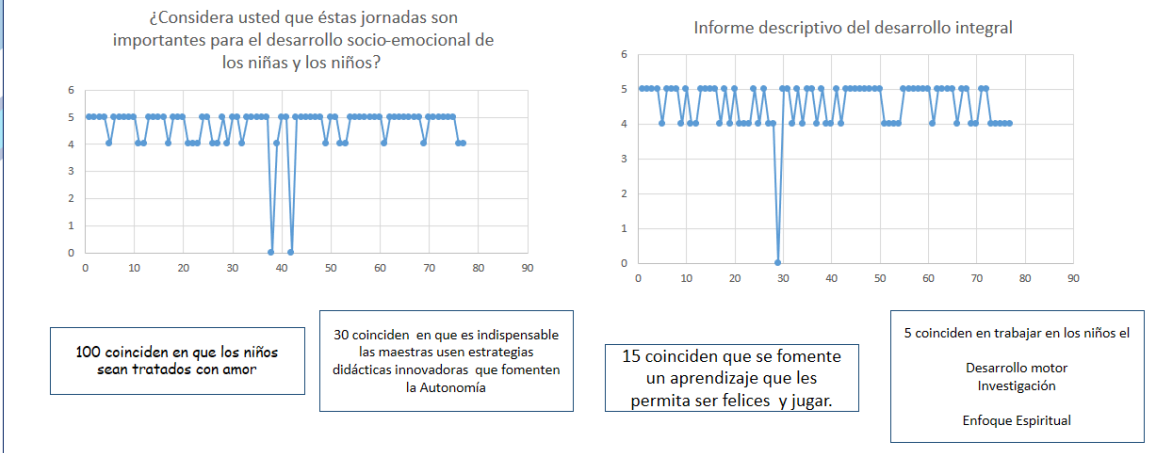 ¿Considera usted que éstas jornadas son
importantes para el desarrollo socio-emocional de
los niñas y los niños?
6
5
4
3
2
1
0
0 10 20 30 40 50 60 70 80 90
Informe descriptivo del desarrollo integral
6
5
4
3
2
1
0
0 10 20 30 40 50 60 70 80 90
100 coinciden en que los niños
sean tratados con amor
30 coinciden en que es indispensable
las maestras usen estrategias
didácticas innovadoras que fomenten
la Autonomía
15 coinciden que se fomente
un aprendizaje que les
permita ser felices y jugar.
5 coinciden en trabajar en los niños el
Desarrollo motor
Investigación
Enfoque Espiritual